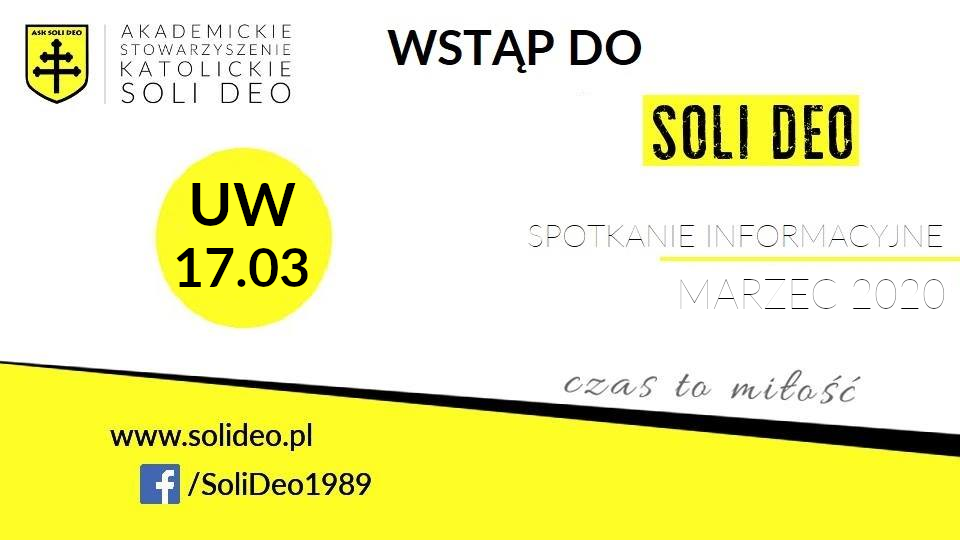 ASK SOLI DEO
AKADEMICKIE
STOWARZYSZENIE
KATOLICKIE
SOLI DEO
WSTĄP DO
SOLI DEO
UW
17.03
SPOTKANIE INFORMACYJNE
MARZEC 2020
czas to miłość
www.solideo.pl
/SoliDeo1989